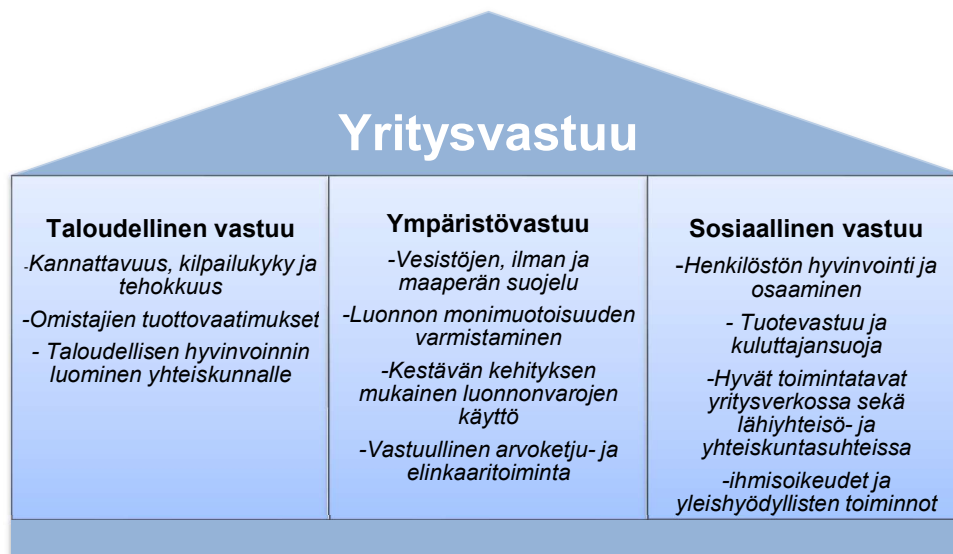 Yritysvastuu
Taloudellinen vastuu
-Kannattavuus, kilpailukyky ja
tehokkuus
-Omistajien tuottovaatimukset
- Taloudellisen hyvinvoinnin
luominen yhteiskunnalle
Ympäristövastuu
-Vesistöjen, ilman ja
maaperän suojelu
-Luonnon monimuotoisuuden
varmistaminen
-Kestävän kehityksen
mukainen luonnonvarojen
käyttö
-Vastuullinen arvoketju- ja
elinkaaritoiminta
Sosiaallinen vastuu
-Henkilöstön hyvinvointi ja
osaaminen
- Tuotevastuu ja
kuluttajansuoja
-Hyvät toimintatavat
yritysverkossa sekä
lähiyhteisö- ja
yhteiskuntasuhteissa
-ihmisoikeudet ja
yleishyödyllisten toiminnot